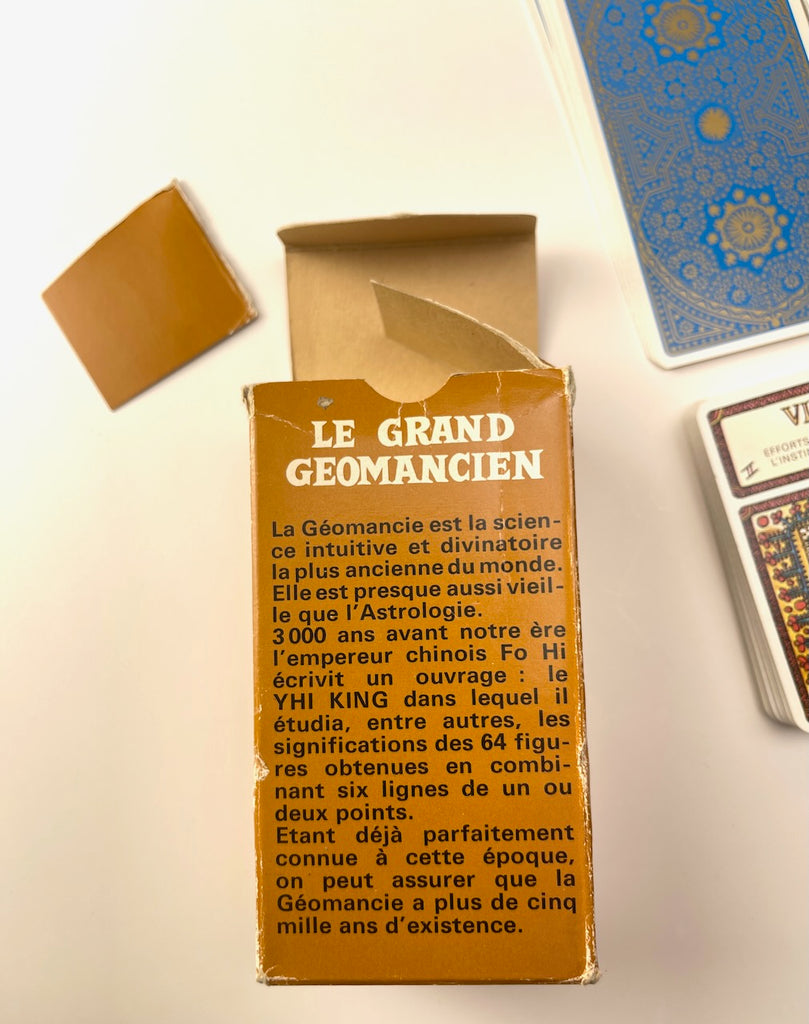 LE GRAND
GEOMANCIEN
La Géomancie est la scien-
ce intuitive et divinatoire
la plus ancienne du monde.
Elle est presque aussi vieil-
le que l'Astrologie.
3000 ans avant notre ère
l'empereur chinois Fo Hi
écrivit un ouvrage : le
YHI KING dans lequel il
étudia, entre autres, les
significations des 64 figu-
res obtenues en combi-
nant six lignes de un ou
deux points.
Etant déjà parfaitement
connue à cette époque,
on peut assurer que la
Géomancie a plus de cinq
mille ans d'existence.
VI
II
EFFORTS
L'INSTI